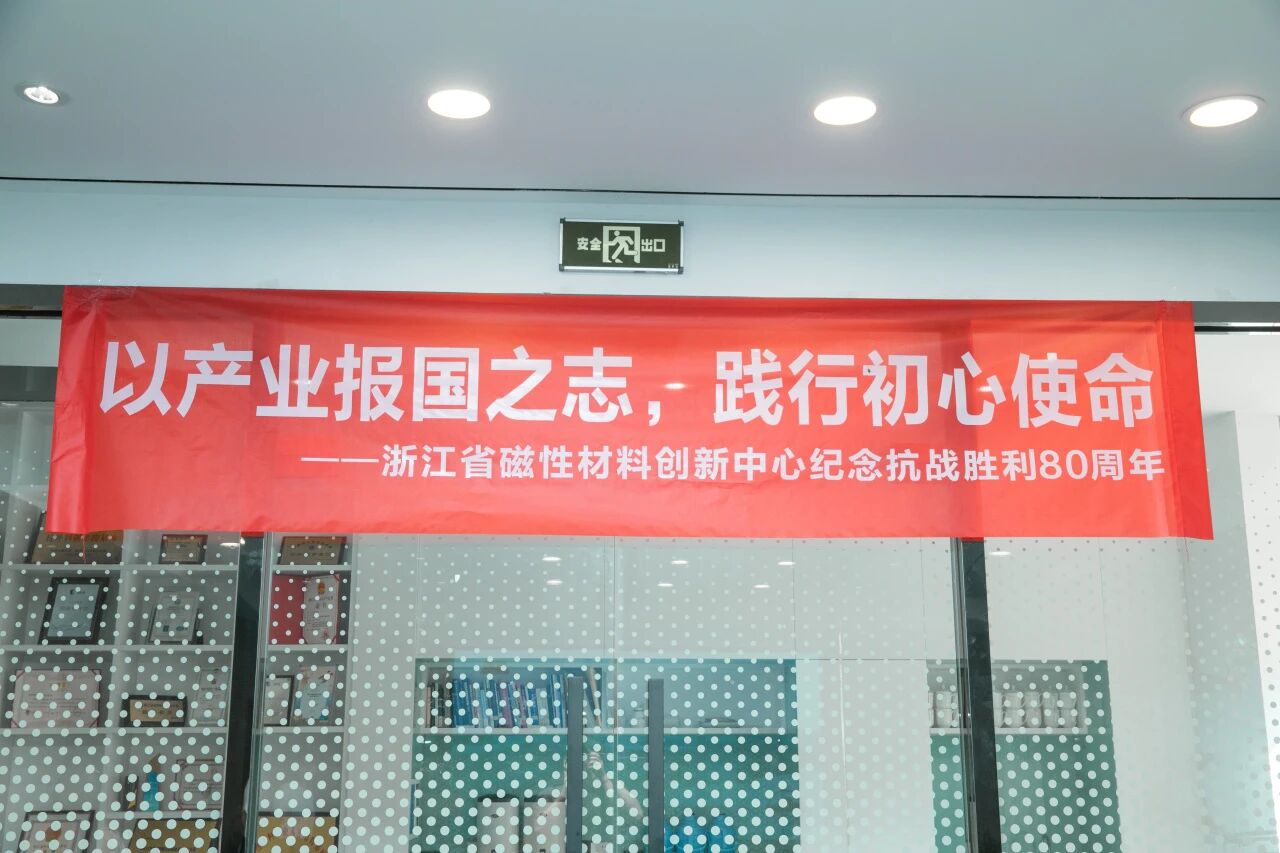 安全出口
以产业报国之志，践行初心使命
——浙江省磁性材料创新中心纪念抗战胜利80周年